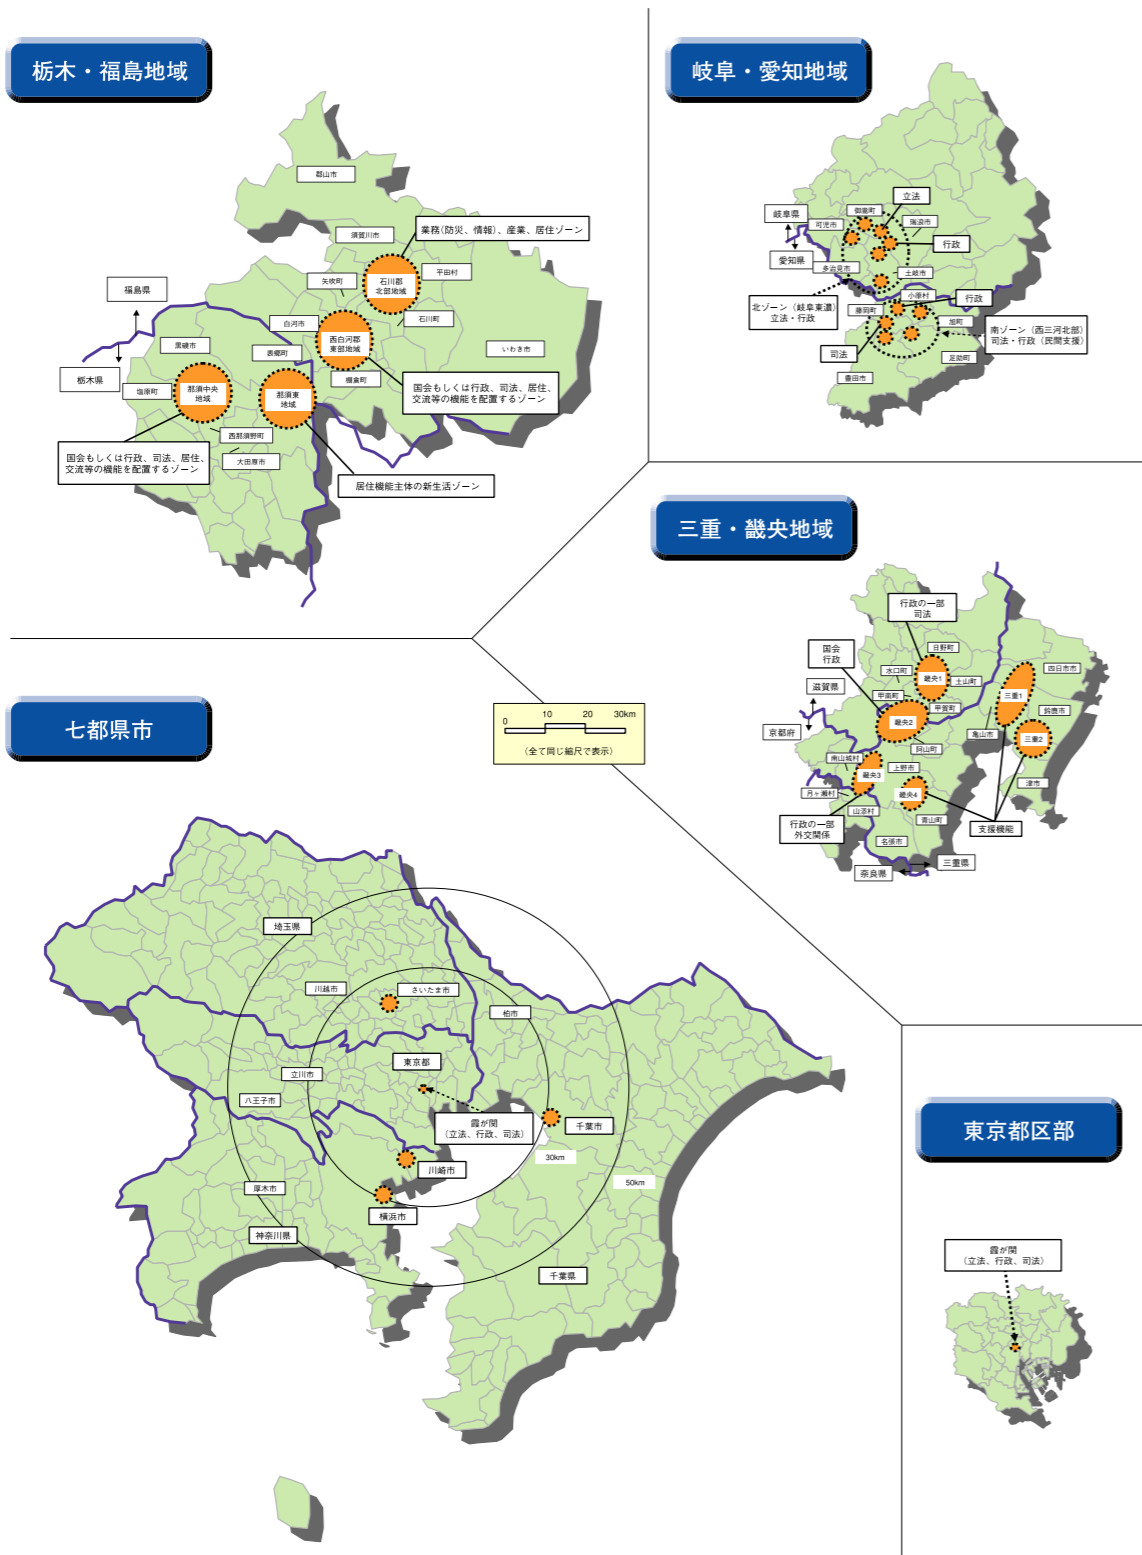 栃木・福島地域
郡山市
須賀川市
業務(防災、情報)、産業、居住ゾーン
矢吹町
石川郡
北部地域
平田村
福島県
白河市
石川町
西白河郡
東部地域
いわき市
黒磯市
表郷町
栃木県
塩原町
那須中央
地域
那須東
地域
棚倉町
国会もしくは行政、司法、居住、
交流等の機能を配置するゾーン
西那須野町
大田原市
国会もしくは行政、司法、居住、
交流等の機能を配置するゾーン
居住機能主体の新生活ゾーン
岐阜・愛知地域
立法
岐阜県
御嵩町
可児市
瑞浪市
行政
愛知県
多治見市
土岐市
小原村
行政
北ゾーン(岐阜東濃)
立法・行政
藤岡町
旭町
南ゾーン(西三河北部)
司法・行政(民間支援)
司法
足助町
豊田市
三重・畿央地域
行政の一部
司法
国会
行政
日野町
水口町
畿央1
土山町
四日市市
滋賀県
甲南町
甲賀町
三重1
鈴鹿市
京都府
畿央2
亀山市
三重2
阿山町
南山城村
上野市
畿央3
津市
月ヶ瀬村
畿央4
山添村
青山町
行政の一部
外交関係
支援機能
名張市
奈良県
三重県
0 10 20 30km
(全て同じ縮尺で表示)
七都県市
埼玉県
川越市
さいたま市
柏市
東京都
立川市
八王子市
霞が関
(立法、行政、司法)
千葉市
30km
川崎市
50km
厚木市
横浜市
神奈川県
千葉県
東京都区部
霞が関
(立法、行政、司法)